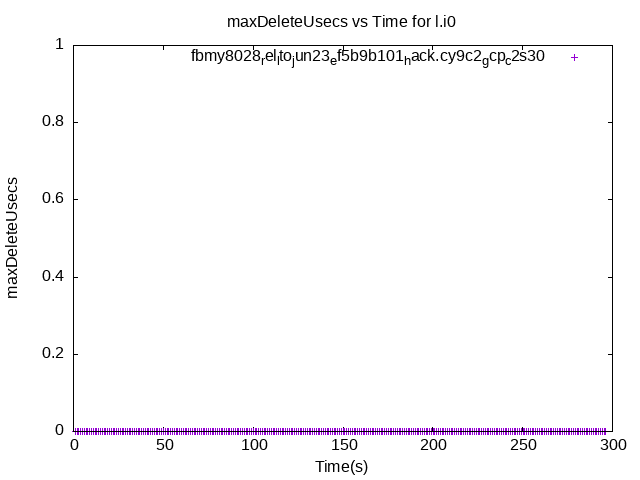 maxDeleteUsecs vs Time for l.i0
fbmy8028relltojun23ef5b9b101hack.cy9c2gcpc2s30
1
0.8
0.6
0.4
0.2
0
maxDeleteUsecs
0 50 100 150 200 250 300
Time(s)